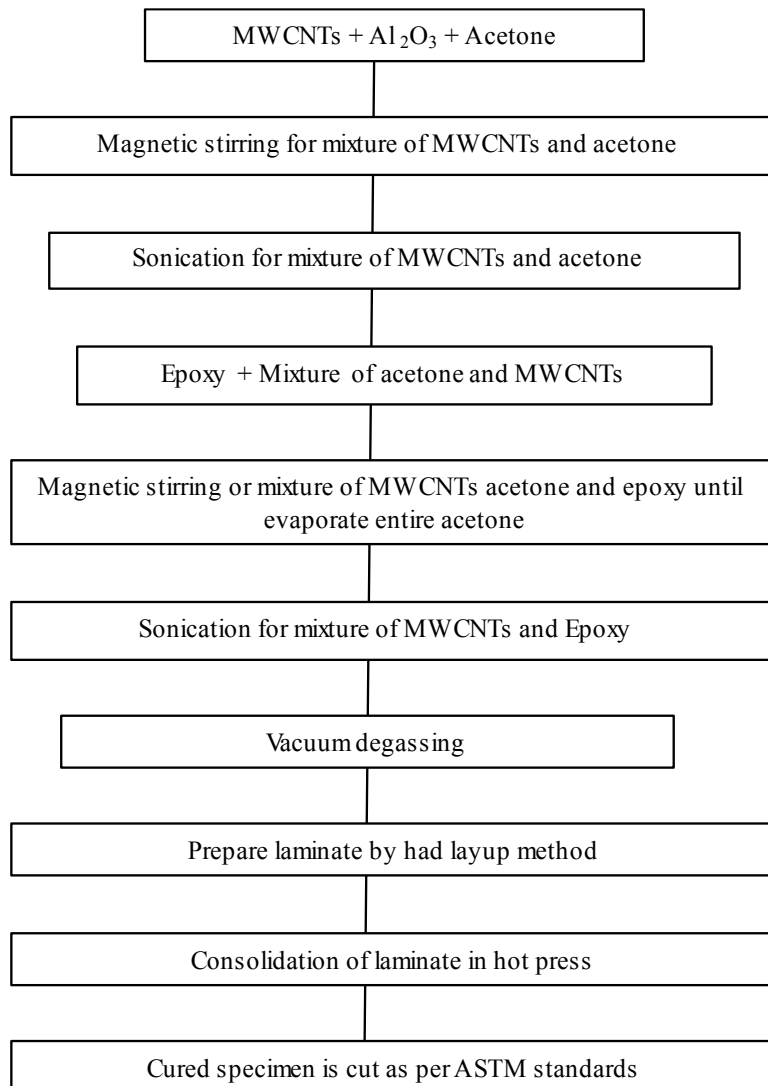 MWCNTs + Al₂O₃ + Acetone
Magnetic stirring for mixture of MWCNTs and acetone
Sonication for mixture of MWCNTs and acetone
Epoxy + Mixture of acetone and MWCNTs
Magnetic stirring or mixture of MWCNTs acetone and epoxy until
evaporate entire acetone
Sonication for mixture of MWCNTs and Epoxy
Vacuum degassing
Prepare laminate by had layup method
Consolidation of laminate in hot press
Cured specimen is cut as per ASTM standards